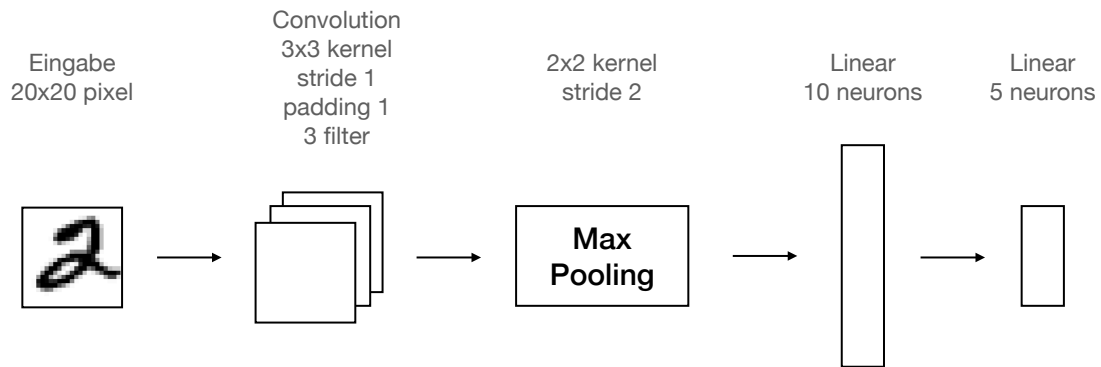 Eingabe
20x20 pixel
Convolution
3x3 kernel
stride 1
padding 1
3 filter
2x2 kernel
stride 2
Linear
10 neurons
Linear
5 neurons
2
Max
Pooling